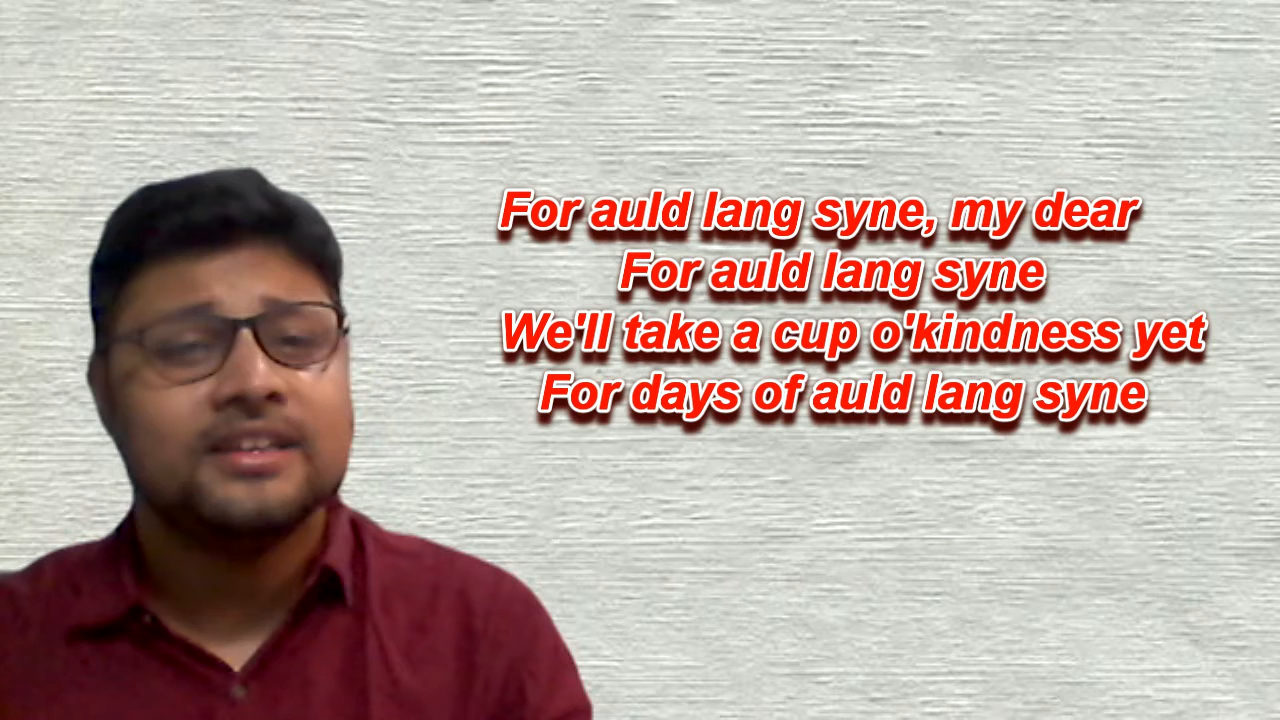 For auld lang syne, my dear
For auld lang syne
We'll take a cup o'kindness yet
For days of auld lang syne